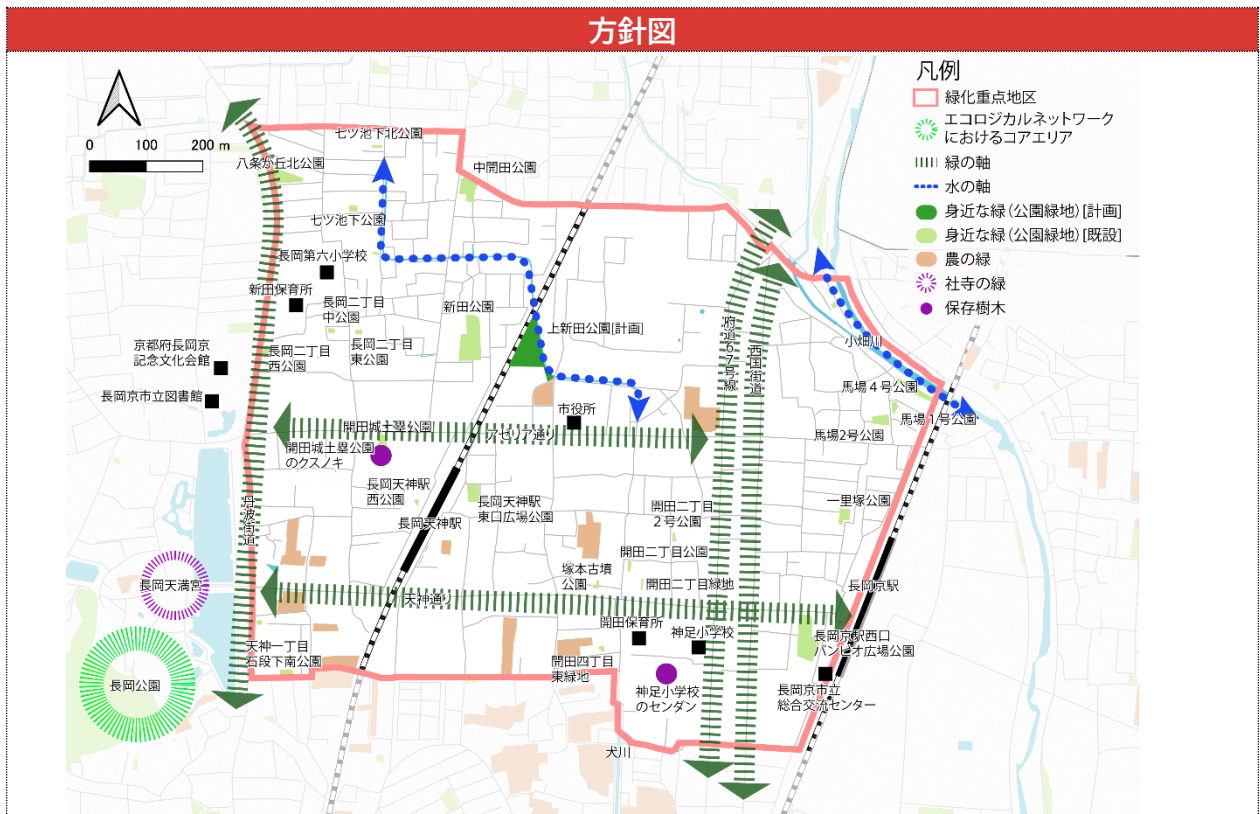 方針図
凡例
緑化重点地区
エコロジカルネットワーク
におけるコアエリア
緑の軸
水の軸
身近な緑(公園緑地)[計画]
身近な緑(公園緑地)[既設]
農の緑
社寺の緑
保存樹木
0 100 200 m
七ツ池下北公園
八条が丘北公園
中開田公園
七ツ池下公園
長岡第六小学校
新田保育所
長岡二丁目
中公園
新田公園
上新田公園[計画]
京都府長岡京
記念文化会館
長岡二丁目
西公園
長岡二丁目
東公園
長岡京市立図書館
府道67号線
西国街道
小畑川
馬場4号公園
馬場1号公園
馬場2号公園
市役所
開田城土塁公園
アゼリア通り
開田城土塁公園
のクスノキ
長岡天神駅
西公園
長岡天神駅
東口広場公園
長岡天神駅
丹波街道
一里塚公園
開田二丁目
2号公園
開田二丁目公園
塚本古墳
公園
開田二丁目緑地
長岡天満宮
天神通り
長岡京駅
開田保育所
神足小学校
長岡京駅西口
バンビオ広場公園
天神一丁目
石段下南公園
開田四丁目
東緑地
長岡公園
神足小学校
のセンダン
長岡京市立
総合交流センター
犬川